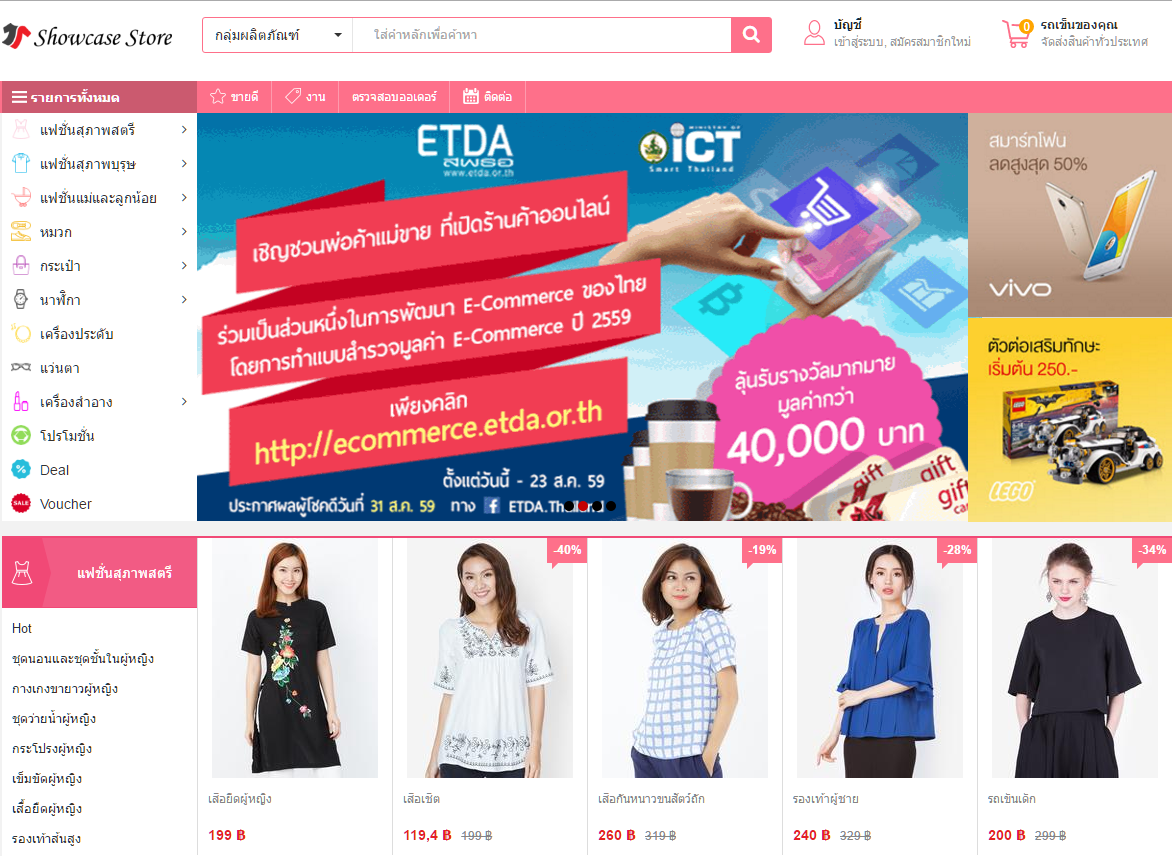 Showcase Store
กลุ่มผลิตภัณฑ์
ใส่คำหลักเพื่อค้าหา
บัญชี
เข้าสู่ระบบ, สมัครสมาชิกใหม่
0
รถเข็นของคุณ
จัดส่งสินค้าทั่วประเทศ
รายการทั้งหมด
ขายดี
งาน
ตรวจสอบออเดอร์
ติดต่อ
แฟชั่นสุภาพสตรี
แฟชั่นสุภาพบุรุษ
แฟชั่นแม่และลูกน้อย
หมวก
กระเป๋า
นาฬิกา
เครื่องประดับ
แว่นตา
เครื่องสำอาง
โปรโมชั่น
Deal
SALE
Voucher
ETDA
สพธอ
www.etda.or.th
MINISTRY OF
iCT
Smart Thailand
เชิญชวนพ่อค้าแม่ขาย ที่เปิดร้านค้าออนไลน์
ร่วมเป็นส่วนหนึ่งในการพัฒนา E-Commerce ของไทย
โดยการทำแบบสำรวจมูลค่า E-Commerce ปี 2559
เพียงคลิก
http://ecommerce.etda.or.th
ตั้งแต่วันนี้ - 23 ส.ค. 59
ประกาศผลผู้โชคดีวันที่ 31 ส.ค. 59 ทาง f ETDA.Thailand
ลุ้นรับรางวัลมากมาย
มูลค่ากว่า
40,000 บาท
gift
gift
gift
สมาร์ทโฟน
ลดสูงสุด 50%
vivo
ตัวต่อเสริมทักษะ
เริ่มต้น 250.-
LEGO
แฟชั่นสุภาพสตรี
Hot
ชุดนอนและชุดชั้นในผู้หญิง
กางเกงขายาวผู้หญิง
ชุดว่ายน้ำผู้หญิง
กระโปรงผู้หญิง
เข็มขัดผู้หญิง
เสื้อยืดผู้หญิง
รองเท้าส้นสูง
เสื้อยืดผู้หญิง
199 ฿
-40%
เสื้อเชิ้ต
119,4 ฿ 199 ฿
-19%
เสื้อกันหนาวขนสัตว์ถัก
260 ฿ 319 ฿
-28%
รองเท้าผู้ชาย
240 ฿ 329 ฿
-34%
รถเข็นเด็ก
200 ฿ 299 ฿